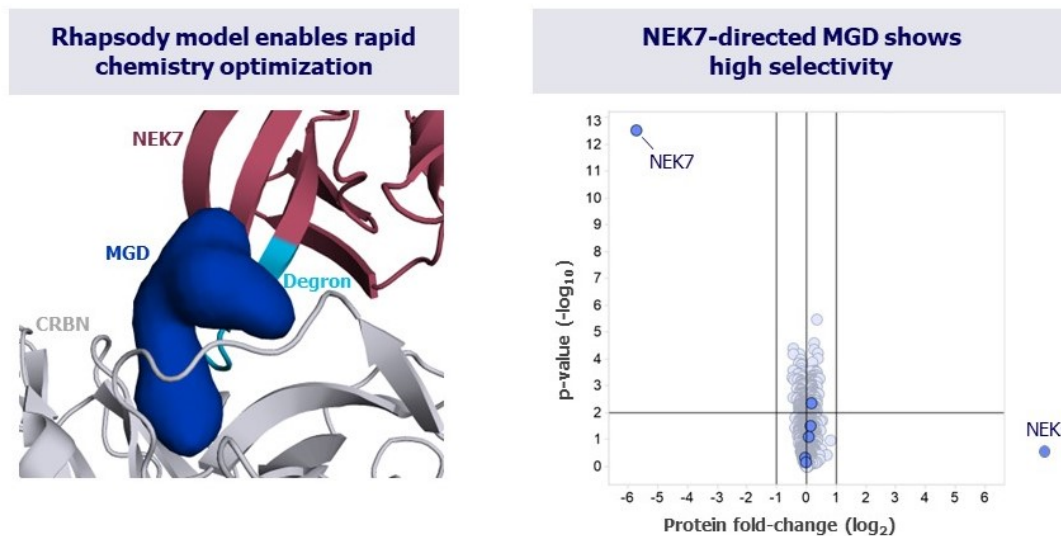 Rhapsody model enables rapid
chemistry optimization
NEK7
MGD
Degron
CRBN
NEK7-directed MGD shows
high selectivity
13
12
11
10
9
8
7
6
5
4
3
2
1
0
p-value (-log10)
NEK7
NEK
-6 -5 -4 -3 -2 -1 0 1 2 3 4 5 6
Protein fold-change (log2)